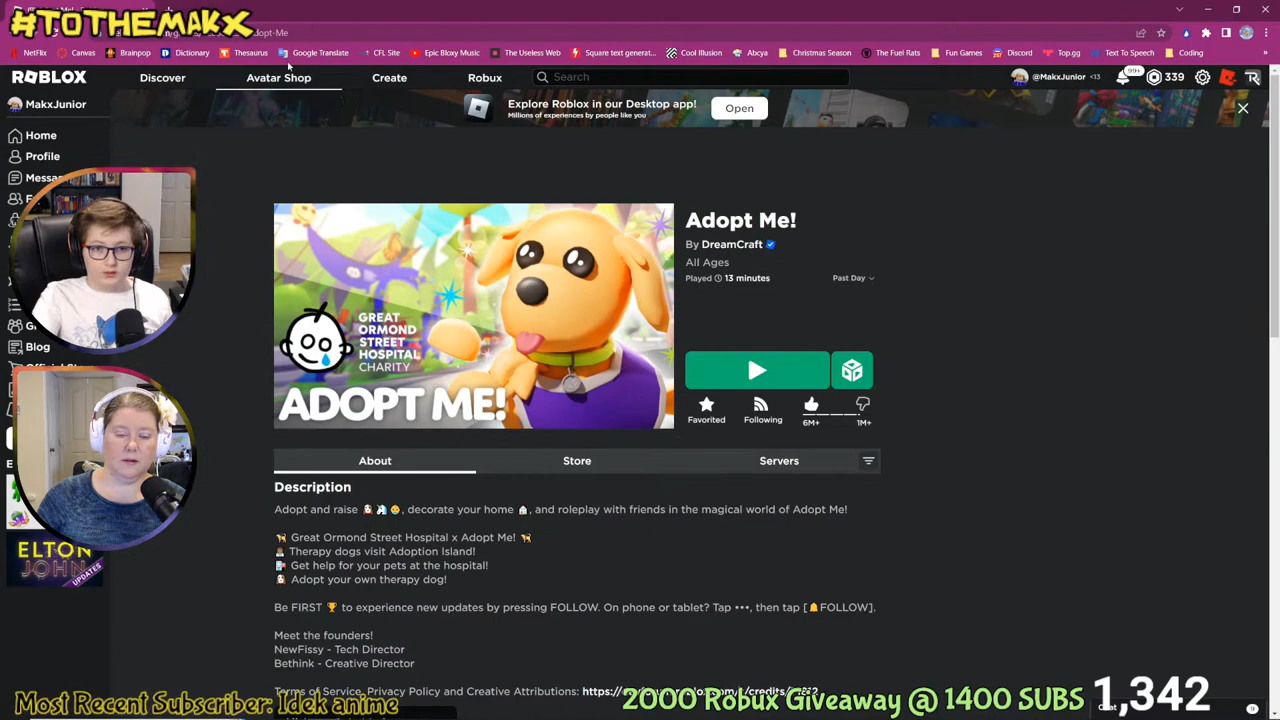 #TOTHEMAKX
dopt-Me
NetFlix Canvas Brainpop Dictionary Thesaurus Google Translate CFL Site Epic Bloxy Music The Useless Web Square text generat... Cool Illusion Abcya Christmas Season The Fuel Rats Fun Games Discord Top.gg Text To Speech Coding »
ROBLOX Discover Avatar Shop Create Robux Search @MakxJunior <13 99+ 339
MakxJunior
Explore Roblox in our Desktop app!
Millions of experiences by people like you
Open
Home
Profile
Messa
Blog
Adopt Me!
By DreamCraft
All Ages
Played 13 minutes Past Day
GREAT
ORMOND
STREET
HOSPITAL
CHARITY
ADOPT ME!
Favorited Following 6M+ 1M+
About Store Servers
Description
Adopt and raise 👶🦄👶, decorate your home 🏠, and roleplay with friends in the magical world of Adopt Me!
Great Ormond Street Hospital x Adopt Me!
Therapy dogs visit Adoption Island!
Get help for your pets at the hospital!
Adopt your own therapy dog!
Be FIRST 🏆 to experience new updates by pressing FOLLOW. On phone or tablet? Tap •••, then tap [🔔FOLLOW].
Meet the founders!
NewFissy - Tech Director
Bethink - Creative Director
Terms of Service, Privacy Policy and Creative Attributions:
ELTON
JOHN
UPDATES
Most Recent Subscriber: Idek anime
2000 Robux Giveaway @ 1400 SUBS 1,342